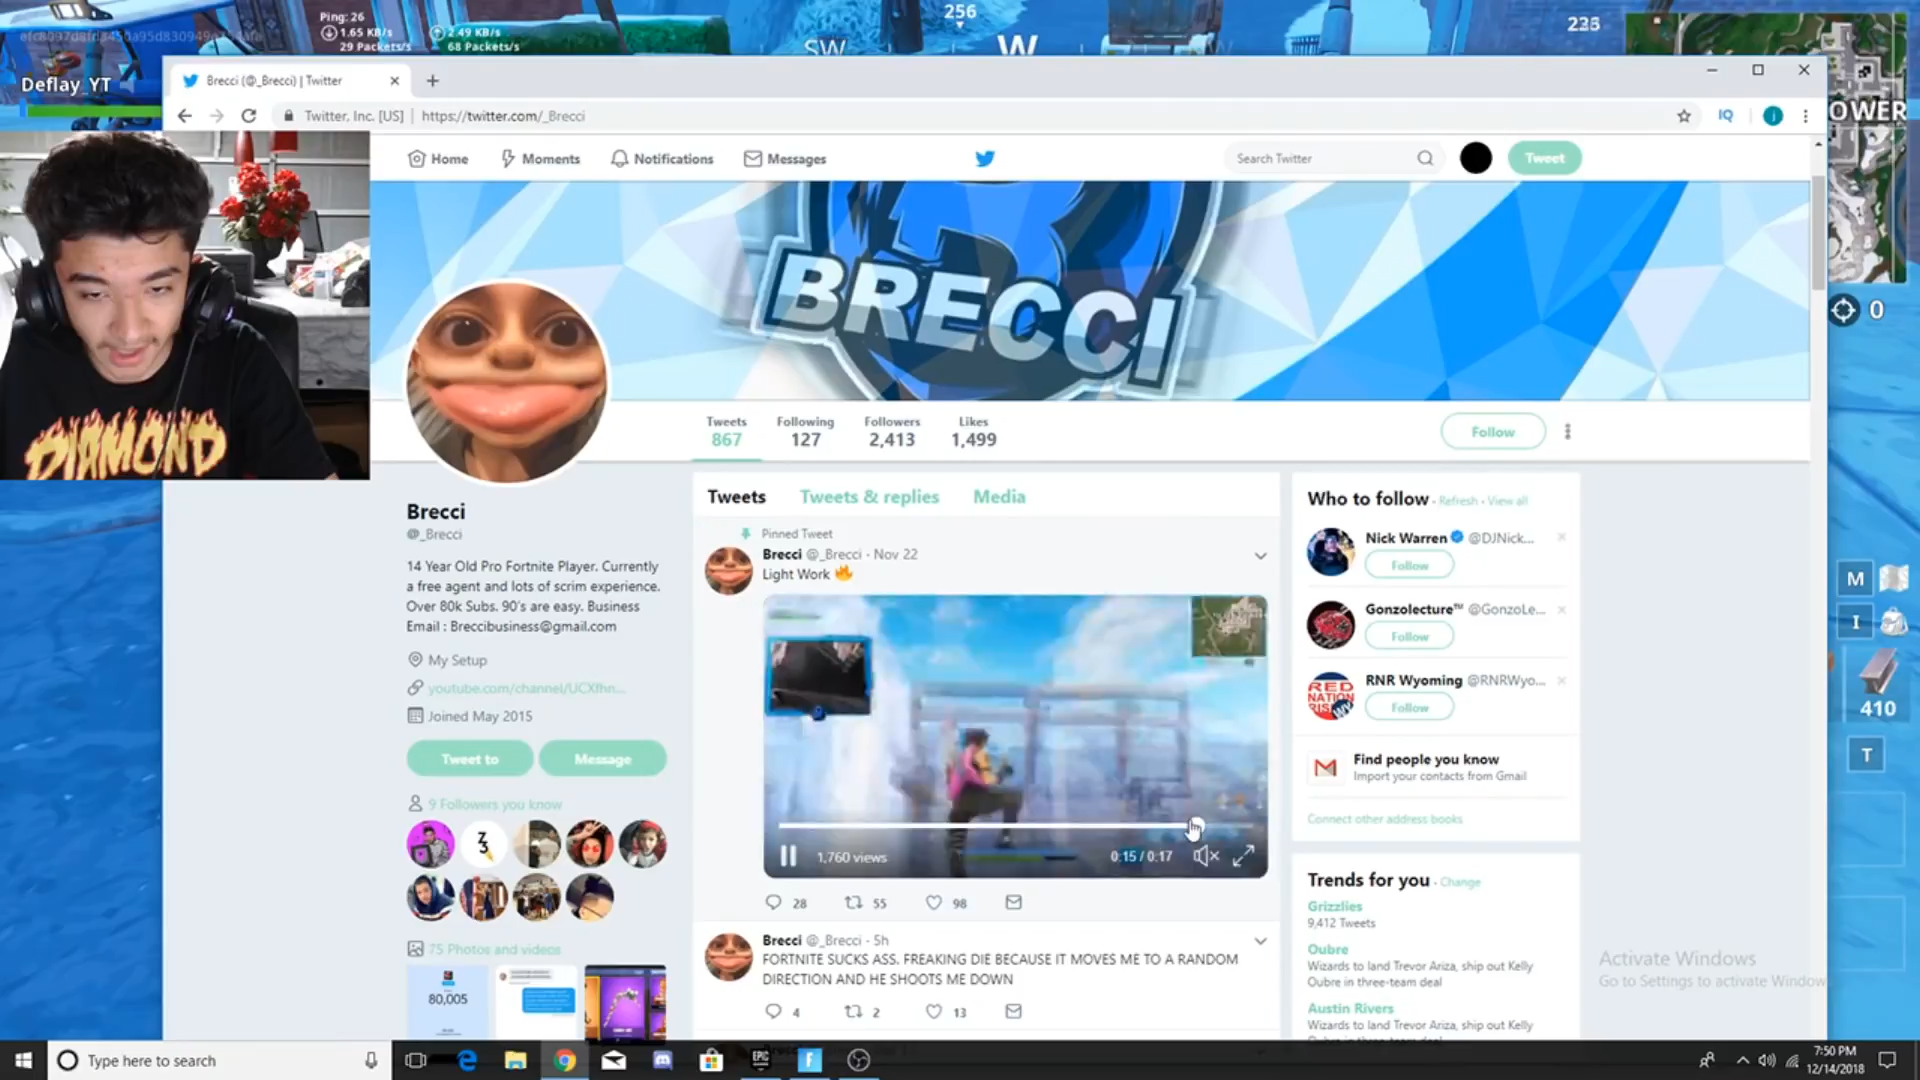 Ping: 26
1.65 KB/s
2.49 KB/s
29 Packets/s
68 Packets/s
256
SW
W
235
Deflay_YT
OWER
Brecci (@_Brecci) | Twitter
Twitter, Inc. [US]
https://twitter.com/_Brecci
IQ
i
Home
Moments
Notifications
Messages
Search Twitter
Tweet
BRECCI
DIAMOND
0
Tweets
867
Following
127
Followers
2,413
Likes
1,499
Follow
Brecci
@_Brecci
14 Year Old Pro Fortnite Player. Currently
a free agent and lots of scrim experience.
Over 80k Subs. 90's are easy. Business
Email : Breccibusiness@gmail.com
My Setup
youtube.com/channel/UCXfhn...
Joined May 2015
Tweet to
Message
9 Followers you know
75 Photos and videos
80,005
Tweets
Tweets & replies
Media
Pinned Tweet
Brecci @_Brecci · Nov 22
Light Work
1,760 views
0:15 / 0:17
28
55
98
Brecci @_Brecci · 5h
FORTNITE SUCKS ASS. FREAKING DIE BECAUSE IT MOVES ME TO A RANDOM
DIRECTION AND HE SHOOTS ME DOWN
4
2
13
Who to follow · Refresh · View all
Nick Warren @DJNick...
Follow
Gonzolecture™ @GonzoLe...
Follow
RNR Wyoming @RNRWyo...
RED
NATION
RISING
Follow
Find people you know
Import your contacts from Gmail
Connect other address books
Trends for you · Change
Grizzlies
9,412 Tweets
Oubre
Wizards to land Trevor Ariza, ship out Kelly
Oubre in three-team deal
Austin Rivers
Wizards to land Trevor Ariza, ship out Kelly
M
I
410
T
Activate Windows
Go to Settings to activate Window
Type here to search
EPIC
7:50 PM
12/14/2018